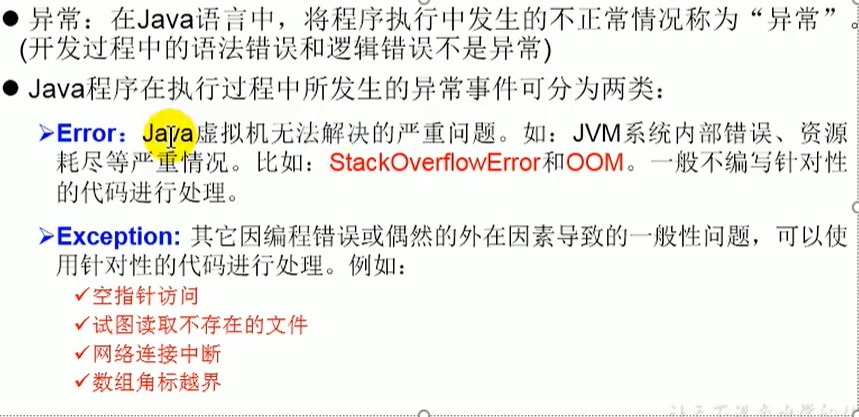 ● 异常：在Java语言中，将程序执行中发生的不正常情况称为“异常”。
(开发过程中的语法错误和逻辑错误不是异常)
● Java程序在执行过程中所发生的异常事件可分为两类：
➢Error：Java虚拟机无法解决的严重问题。如：JVM系统内部错误、资源
耗尽等严重情况。比如：StackOverflowError和OOM。一般不编写针对性
的代码进行处理。
➢Exception: 其它因编程错误或偶然的外在因素导致的一般性问题，可以使
用针对性的代码进行处理。例如：
✓空指针访问
✓试图读取不存在的文件
✓网络连接中断
✓数组角标越界